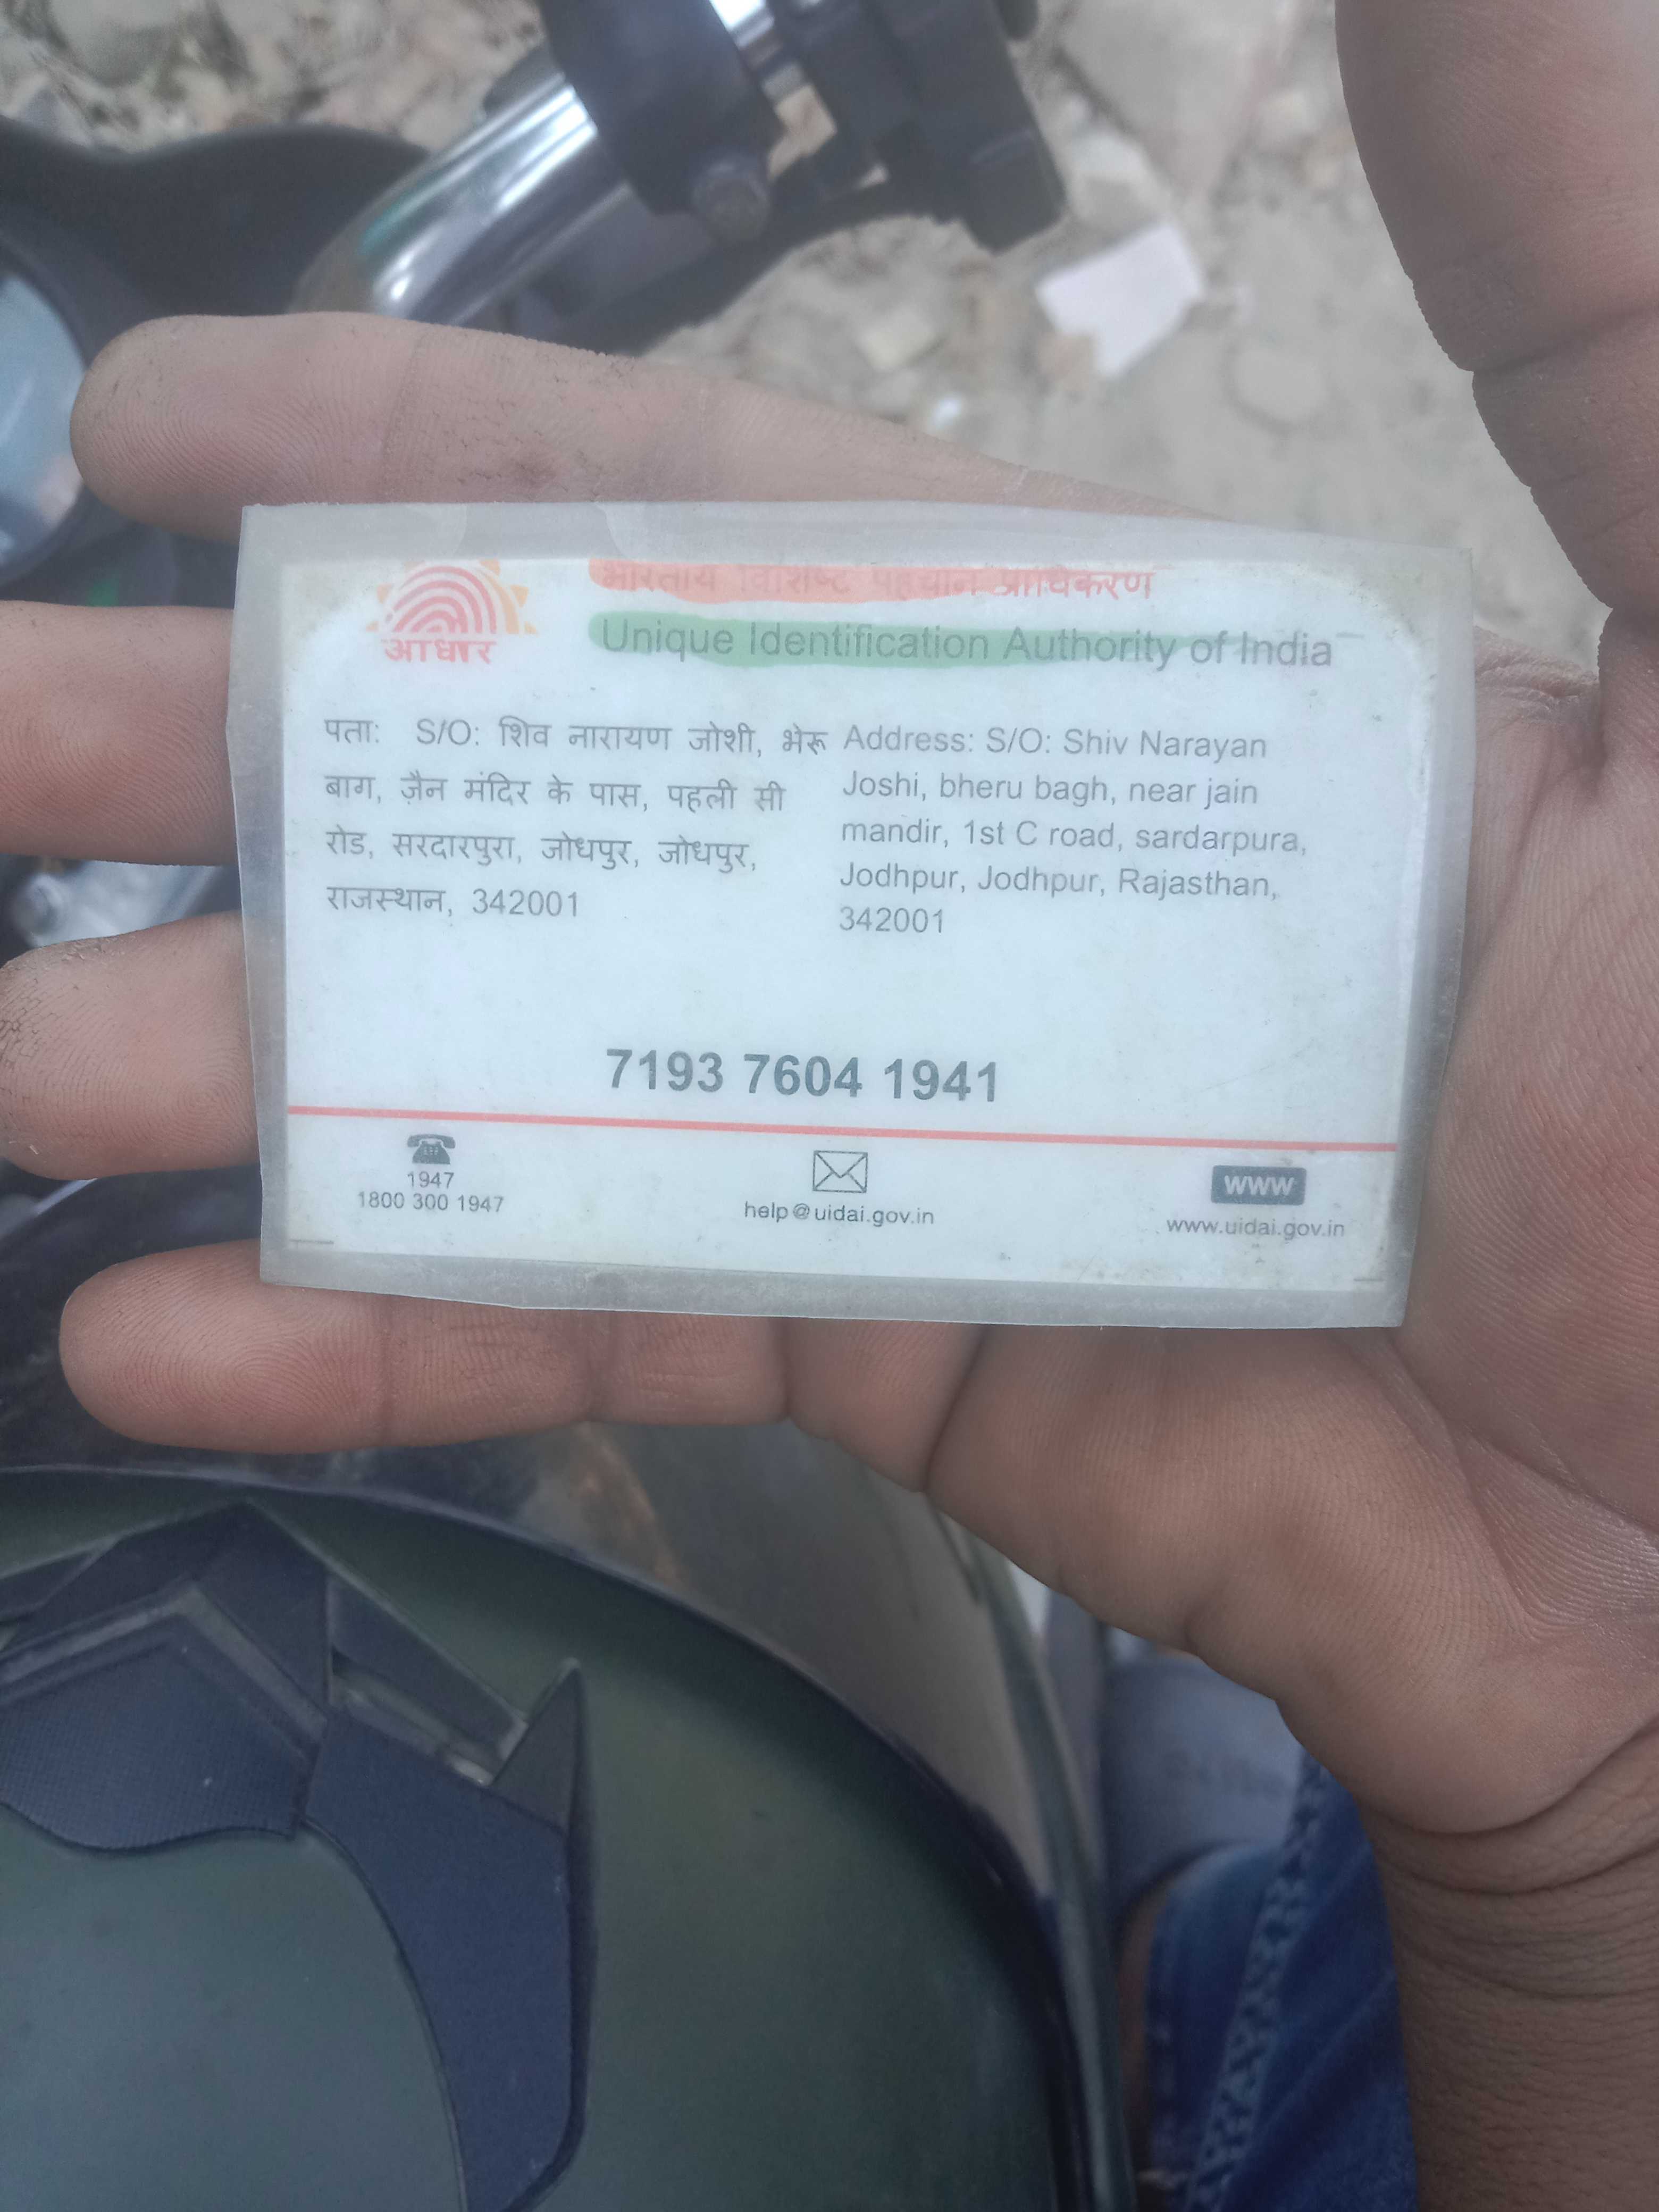 आधार
भारतीय विशिष्ट पहचान प्राधिकरण
Unique Identification Authority of India
पता: S/O: शिव नारायण जोशी, भेरू
बाग, ज़ैन मंदिर के पास, पहली सी
रोड, सरदारपुरा, जोधपुर, जोधपुर,
राजस्थान, 342001
Address: S/O: Shiv Narayan
Joshi, bheru bagh, near jain
mandir, 1st C road, sardarpura,
Jodhpur, Jodhpur, Rajasthan,
342001
7193 7604 1941
1947
1800 300 1947
help@uidai.gov.in
WWW
www.uidai.gov.in